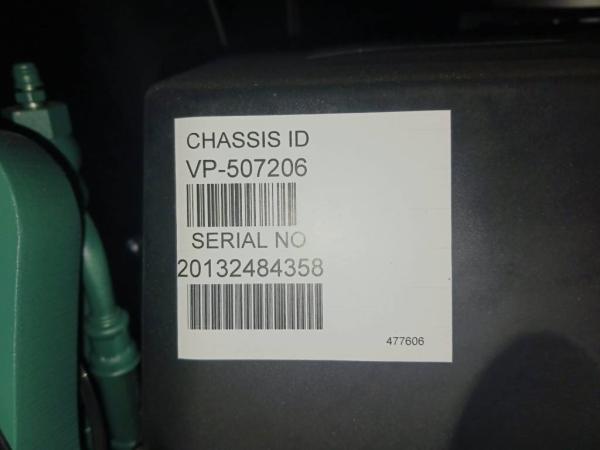 CHASSIS ID
VP-507206
SERIAL NO
20132484358
477606